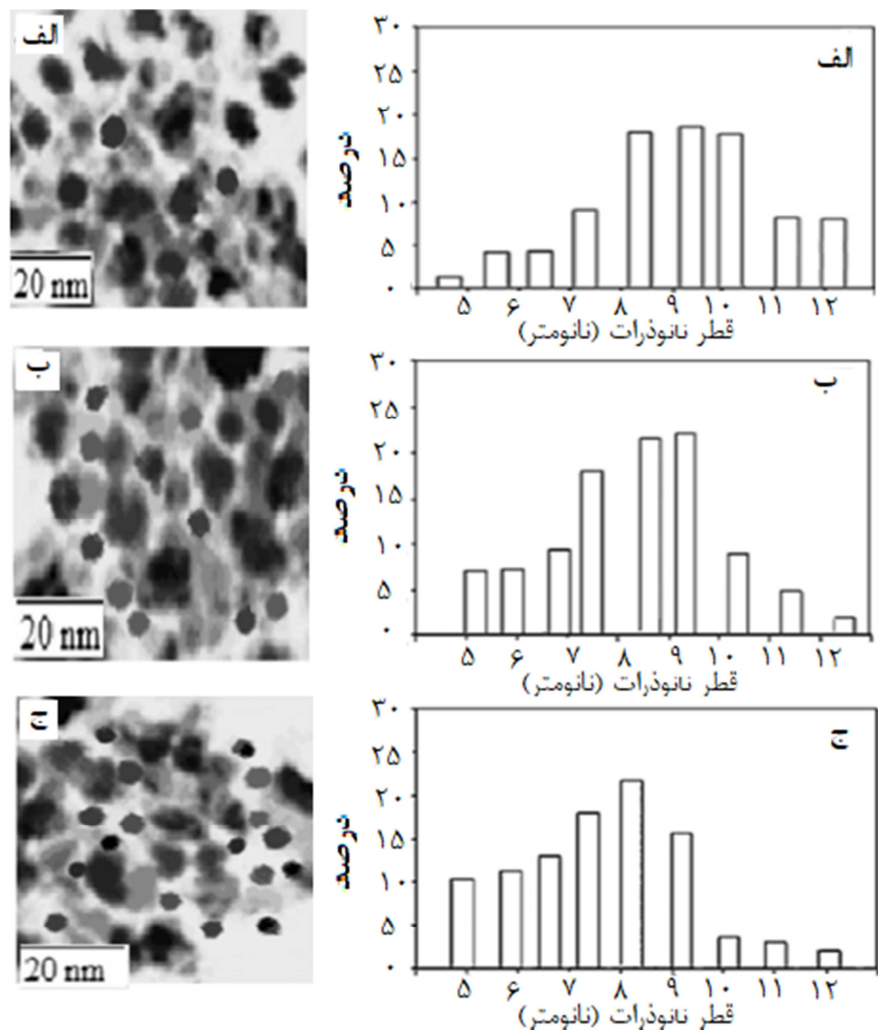 الف
20 nm
الف
درصد
۳۰
۲۵
۲۰
۱۵
۱۰
۵
۰
۵ ۶ ۷ ۸ ۹ ۱۰ ۱۱ ۱۲
قطر نانوذرات (نانومتر)
ب
20 nm
ب
درصد
۳۰
۲۵
۲۰
۱۵
۱۰
۵
۰
۵ ۶ ۷ ۸ ۹ ۱۰ ۱۱ ۱۲
قطر نانوذرات (نانومتر)
ج
20 nm
ج
درصد
۳۰
۲۵
۲۰
۱۵
۱۰
۵
۰
۵ ۶ ۷ ۸ ۹ ۱۰ ۱۱ ۱۲
قطر نانوذرات (نانومتر)